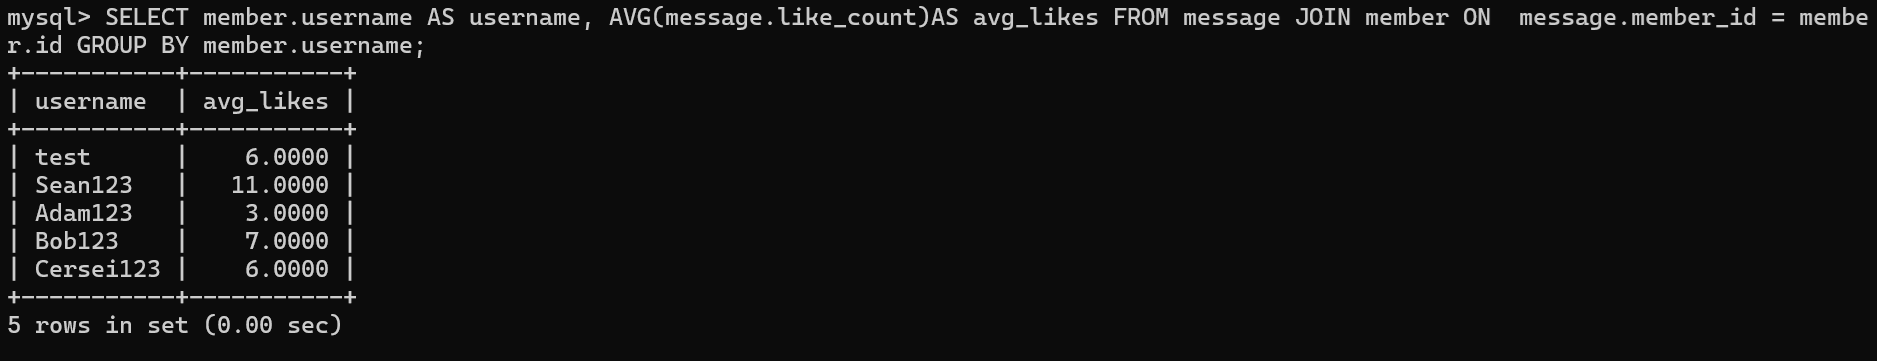 mysql> SELECT member.username AS username, AVG(message.like_count)AS avg_likes FROM message JOIN member ON  message.member_id = membe
r.id GROUP BY member.username;
+-----------+-----------+
| username  | avg_likes |
+-----------+-----------+
| test      |    6.0000 |
| Sean123   |   11.0000 |
| Adam123   |    3.0000 |
| Bob123    |    7.0000 |
| Cersei123 |    6.0000 |
+-----------+-----------+
5 rows in set (0.00 sec)